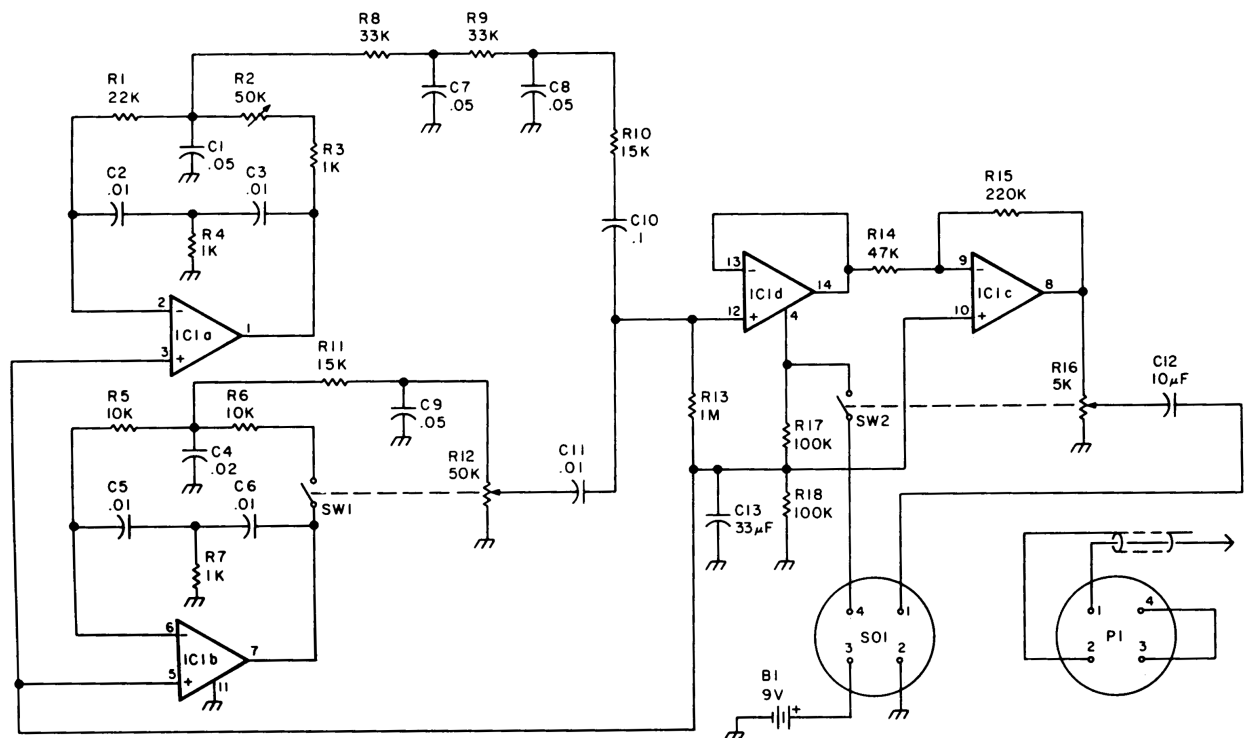 R8
33K
R9
33K
C7
.05
C8
.05
R1
22K
R2
50K
C1
.05
R3
1K
C2
.01
C3
.01
R4
1K
2
-
IC1a
1
3
+
R10
15K
C10
.1
R11
15K
C9
.05
R5
10K
R6
10K
C4
.02
C5
.01
C6
.01
SW1
R7
1K
R12
50K
C11
.01
6
-
IC1b
7
5
+
11
13
-
IC1d
14
12
+
4
R14
47K
R15
220K
9
-
IC1c
8
10
+
R13
1M
SW2
R17
100K
R16
5K
C12
10μF
C13
33μF
R18
100K
4
1
SO1
3
2
B1
9V
+
1
4
P1
2
3